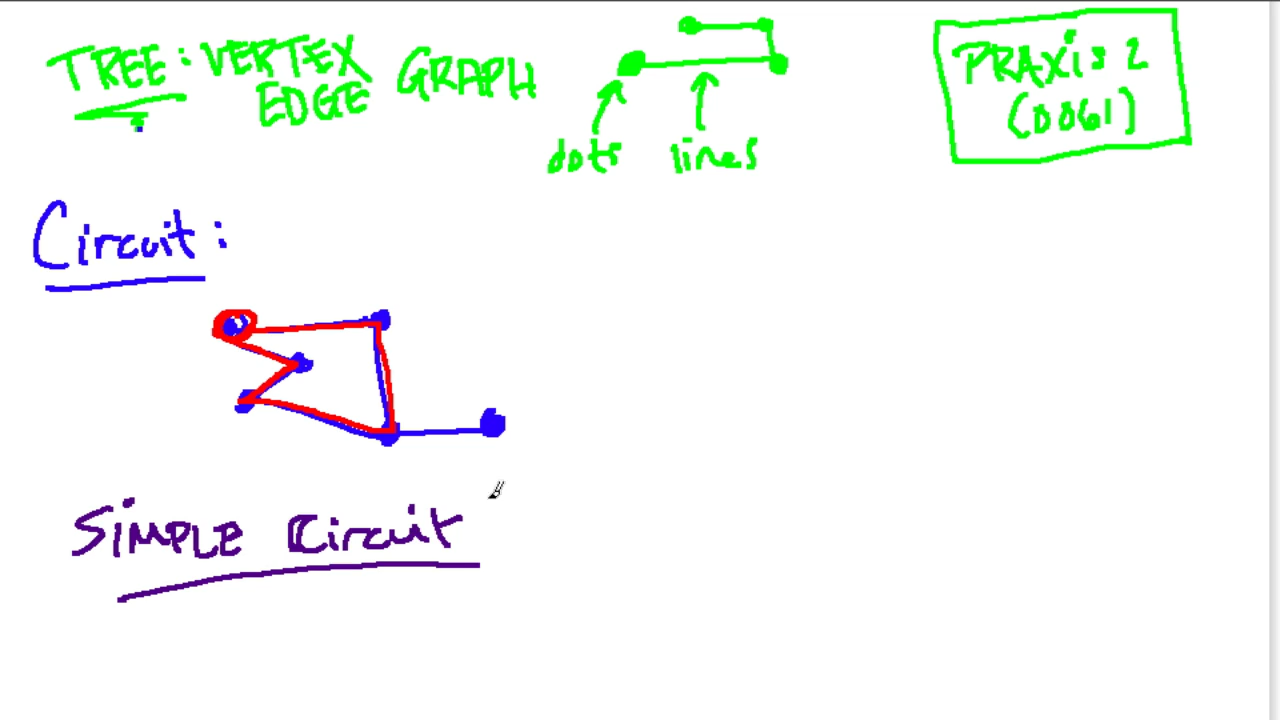 TREE: VERTEX
EDGE GRAPH
dots lines
PRAXis 2
(0061)
Circuit:
SiMPLE Circuit